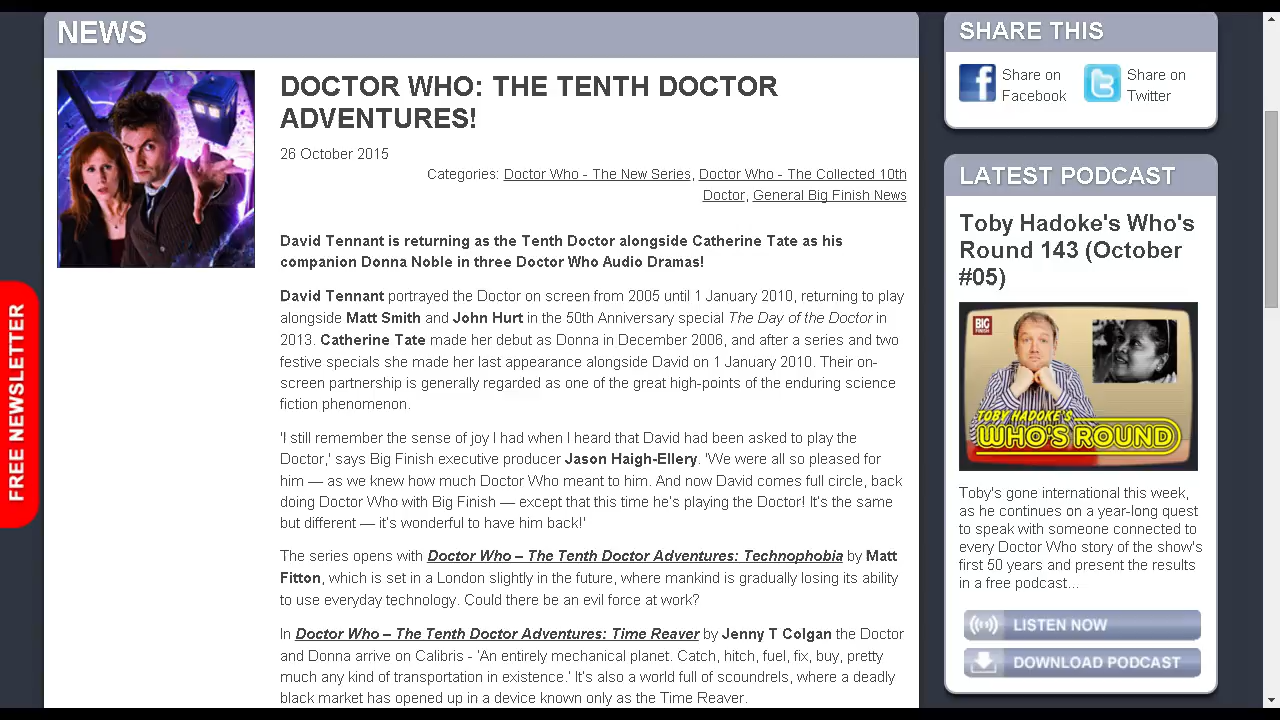 NEWS
DOCTOR WHO: THE TENTH DOCTOR
ADVENTURES!
26 October 2015
Categories: Doctor Who - The New Series, Doctor Who - The Collected 10th
Doctor, General Big Finish News
David Tennant is returning as the Tenth Doctor alongside Catherine Tate as his
companion Donna Noble in three Doctor Who Audio Dramas!
David Tennant portrayed the Doctor on screen from 2005 until 1 January 2010, returning to play
alongside Matt Smith and John Hurt in the 50th Anniversary special The Day of the Doctor in
2013. Catherine Tate made her debut as Donna in December 2006, and after a series and two
festive specials she made her last appearance alongside David on 1 January 2010. Their on-
screen partnership is generally regarded as one of the great high-points of the enduring science
fiction phenomenon.
'I still remember the sense of joy I had when I heard that David had been asked to play the
Doctor,' says Big Finish executive producer Jason Haigh-Ellery. 'We were all so pleased for
him — as we knew how much Doctor Who meant to him. And now David comes full circle, back
doing Doctor Who with Big Finish — except that this time he's playing the Doctor! It's the same
but different — it's wonderful to have him back!'
The series opens with Doctor Who – The Tenth Doctor Adventures: Technophobia by Matt
Fitton, which is set in a London slightly in the future, where mankind is gradually losing its ability
to use everyday technology. Could there be an evil force at work?
In Doctor Who – The Tenth Doctor Adventures: Time Reaver by Jenny T Colgan the Doctor
and Donna arrive on Calibris - 'An entirely mechanical planet. Catch, hitch, fuel, fix, buy, pretty
much any kind of transportation in existence.' It's also a world full of scoundrels, where a deadly
black market has opened up in a device known only as the Time Reaver.
FREE NEWSLETTER
SHARE THIS
Share on
Facebook
Share on
Twitter
LATEST PODCAST
Toby Hadoke's Who's
Round 143 (October
#05)
BIG
FINISH
TOBY HADOKE'S
WHO'S ROUND
Toby's gone international this week,
as he continues on a year-long quest
to speak with someone connected to
every Doctor Who story of the show's
first 50 years and present the results
in a free podcast...
LISTEN NOW
DOWNLOAD PODCAST